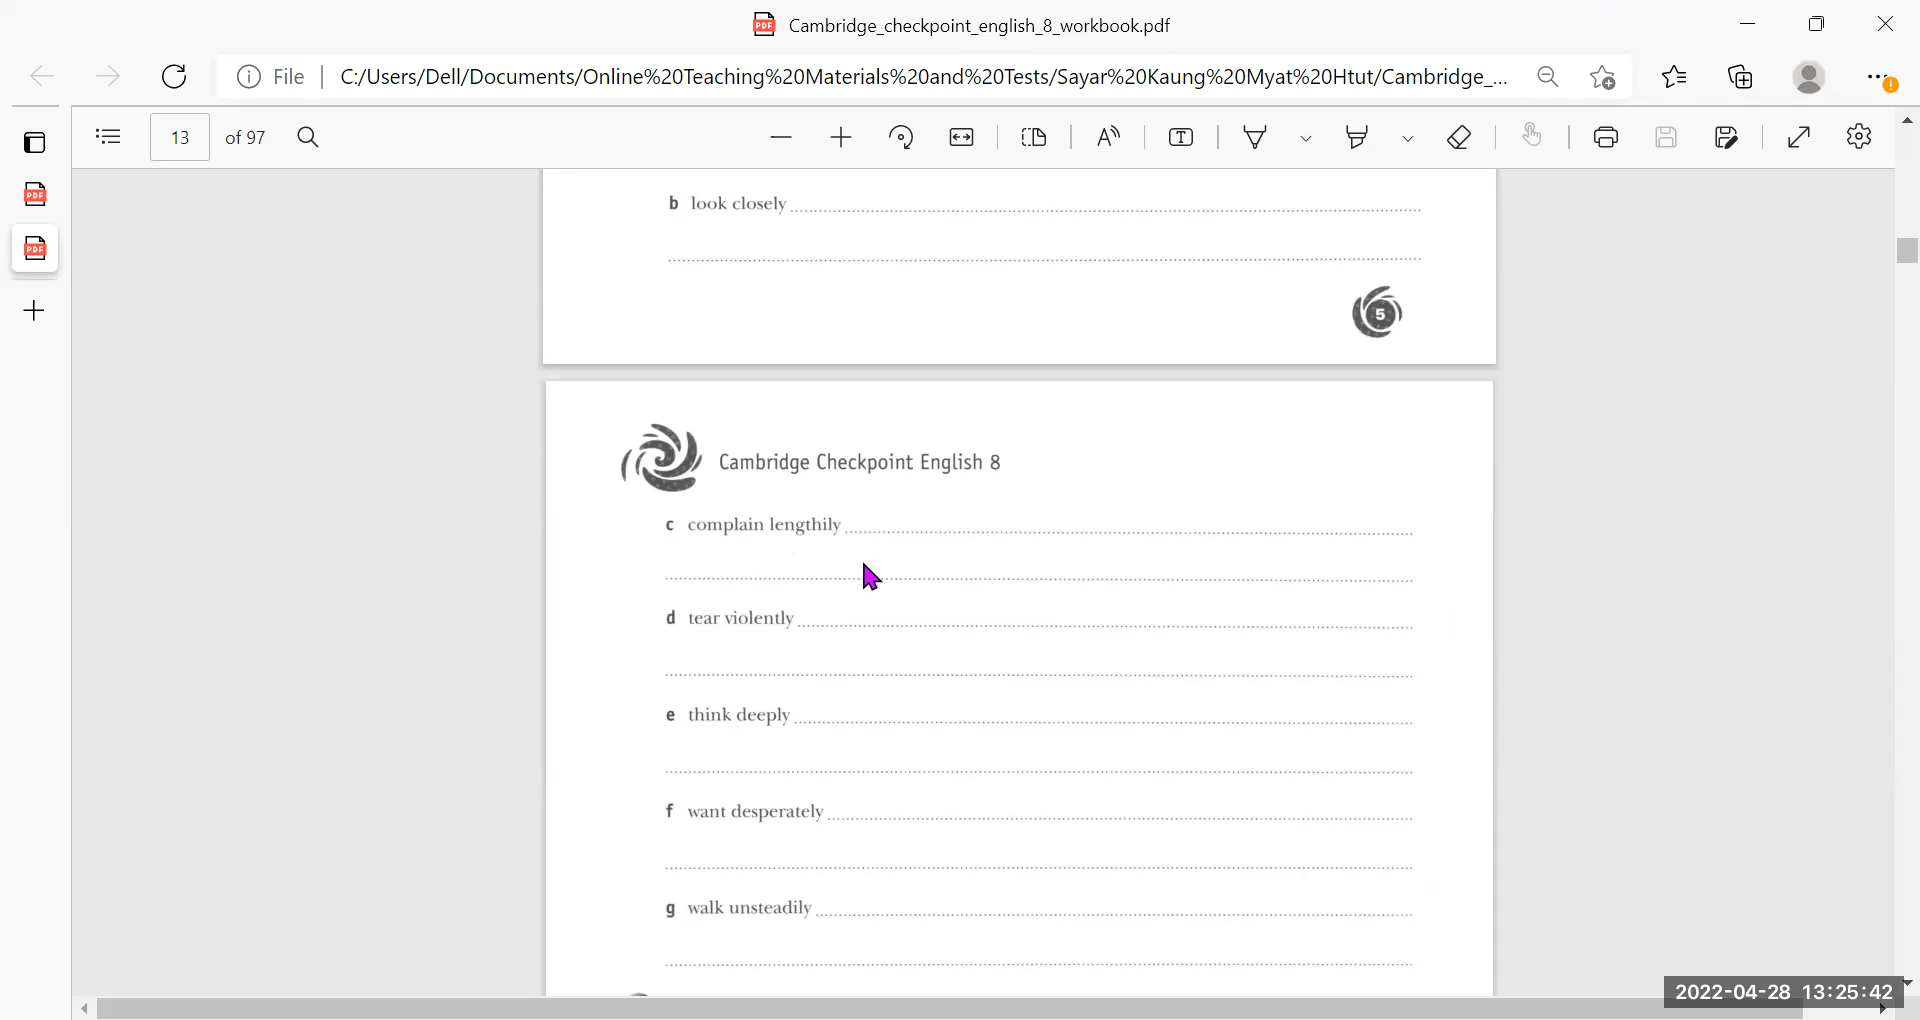 Cambridge_checkpoint_english_8_workbook.pdf
File
C:/Users/Dell/Documents/Online%20Teaching%20Materials%20and%20Tests/Sayar%20Kaung%20Myat%20Htut/Cambridge_...
13 of 97
b look closely
5
Cambridge Checkpoint English 8
c complain lengthily
d tear violently
e think deeply
f want desperately
g walk unsteadily
2022-04-28 13:25:42